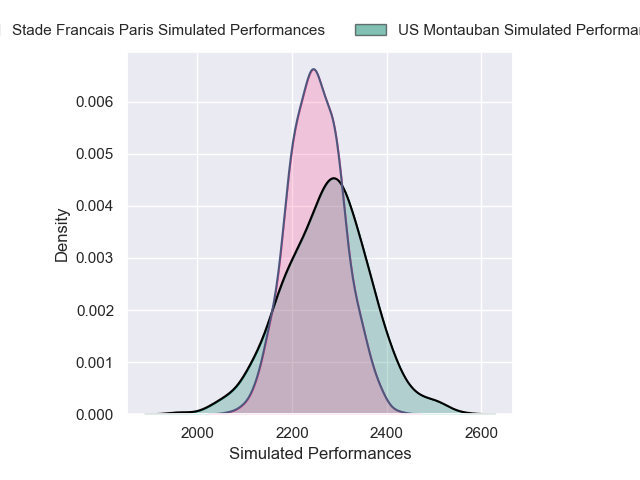 Stade Francais Paris Simulated Performances
US Montauban Simulated
0.006
0.005
0.004
0.003
0.002
0.001
0.000
Density
2000 2200 2400 2600
Simulated Performances